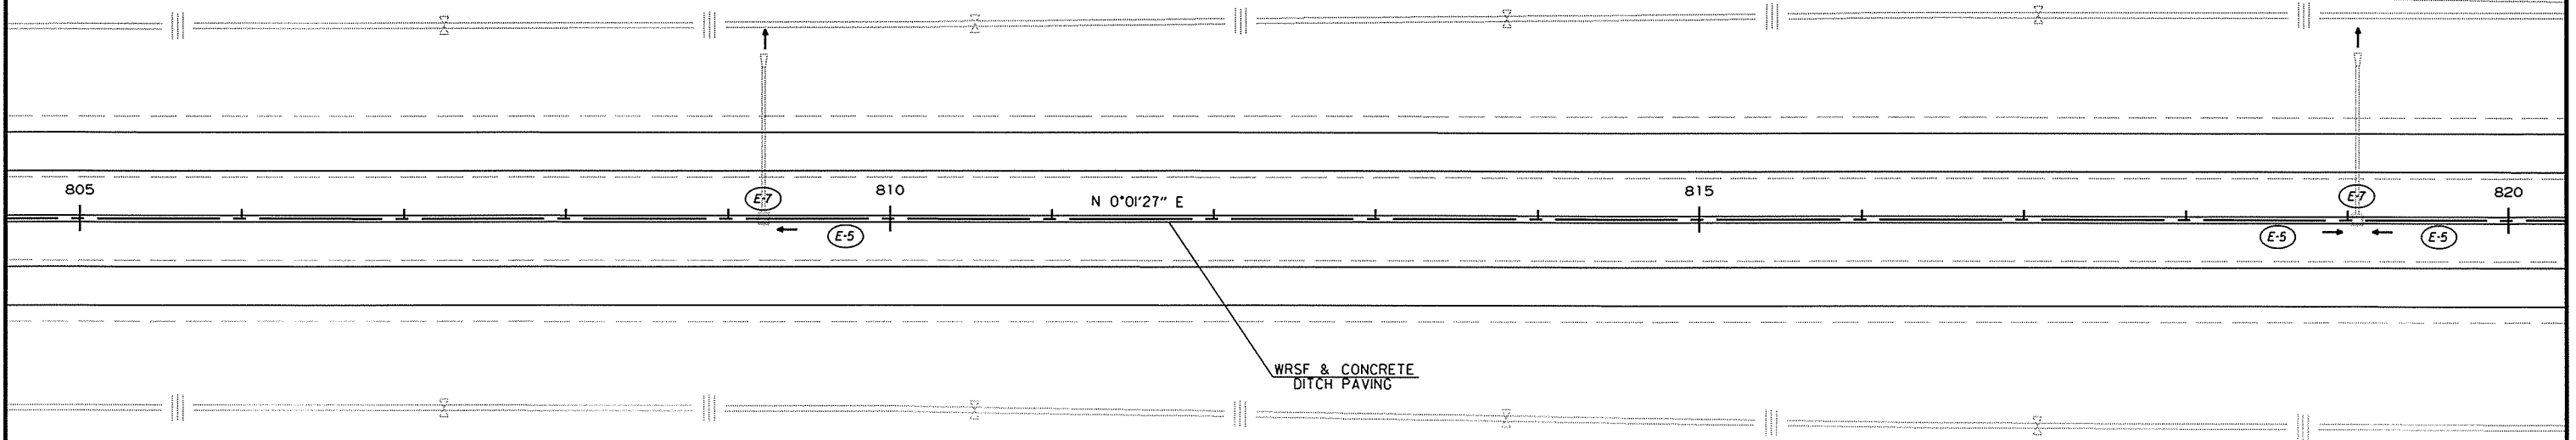 805
E-7
810
N 0°01'27" E
815
E-7
820
E-5
E-5
E-5
WRSF & CONCRETE
DITCH PAVING